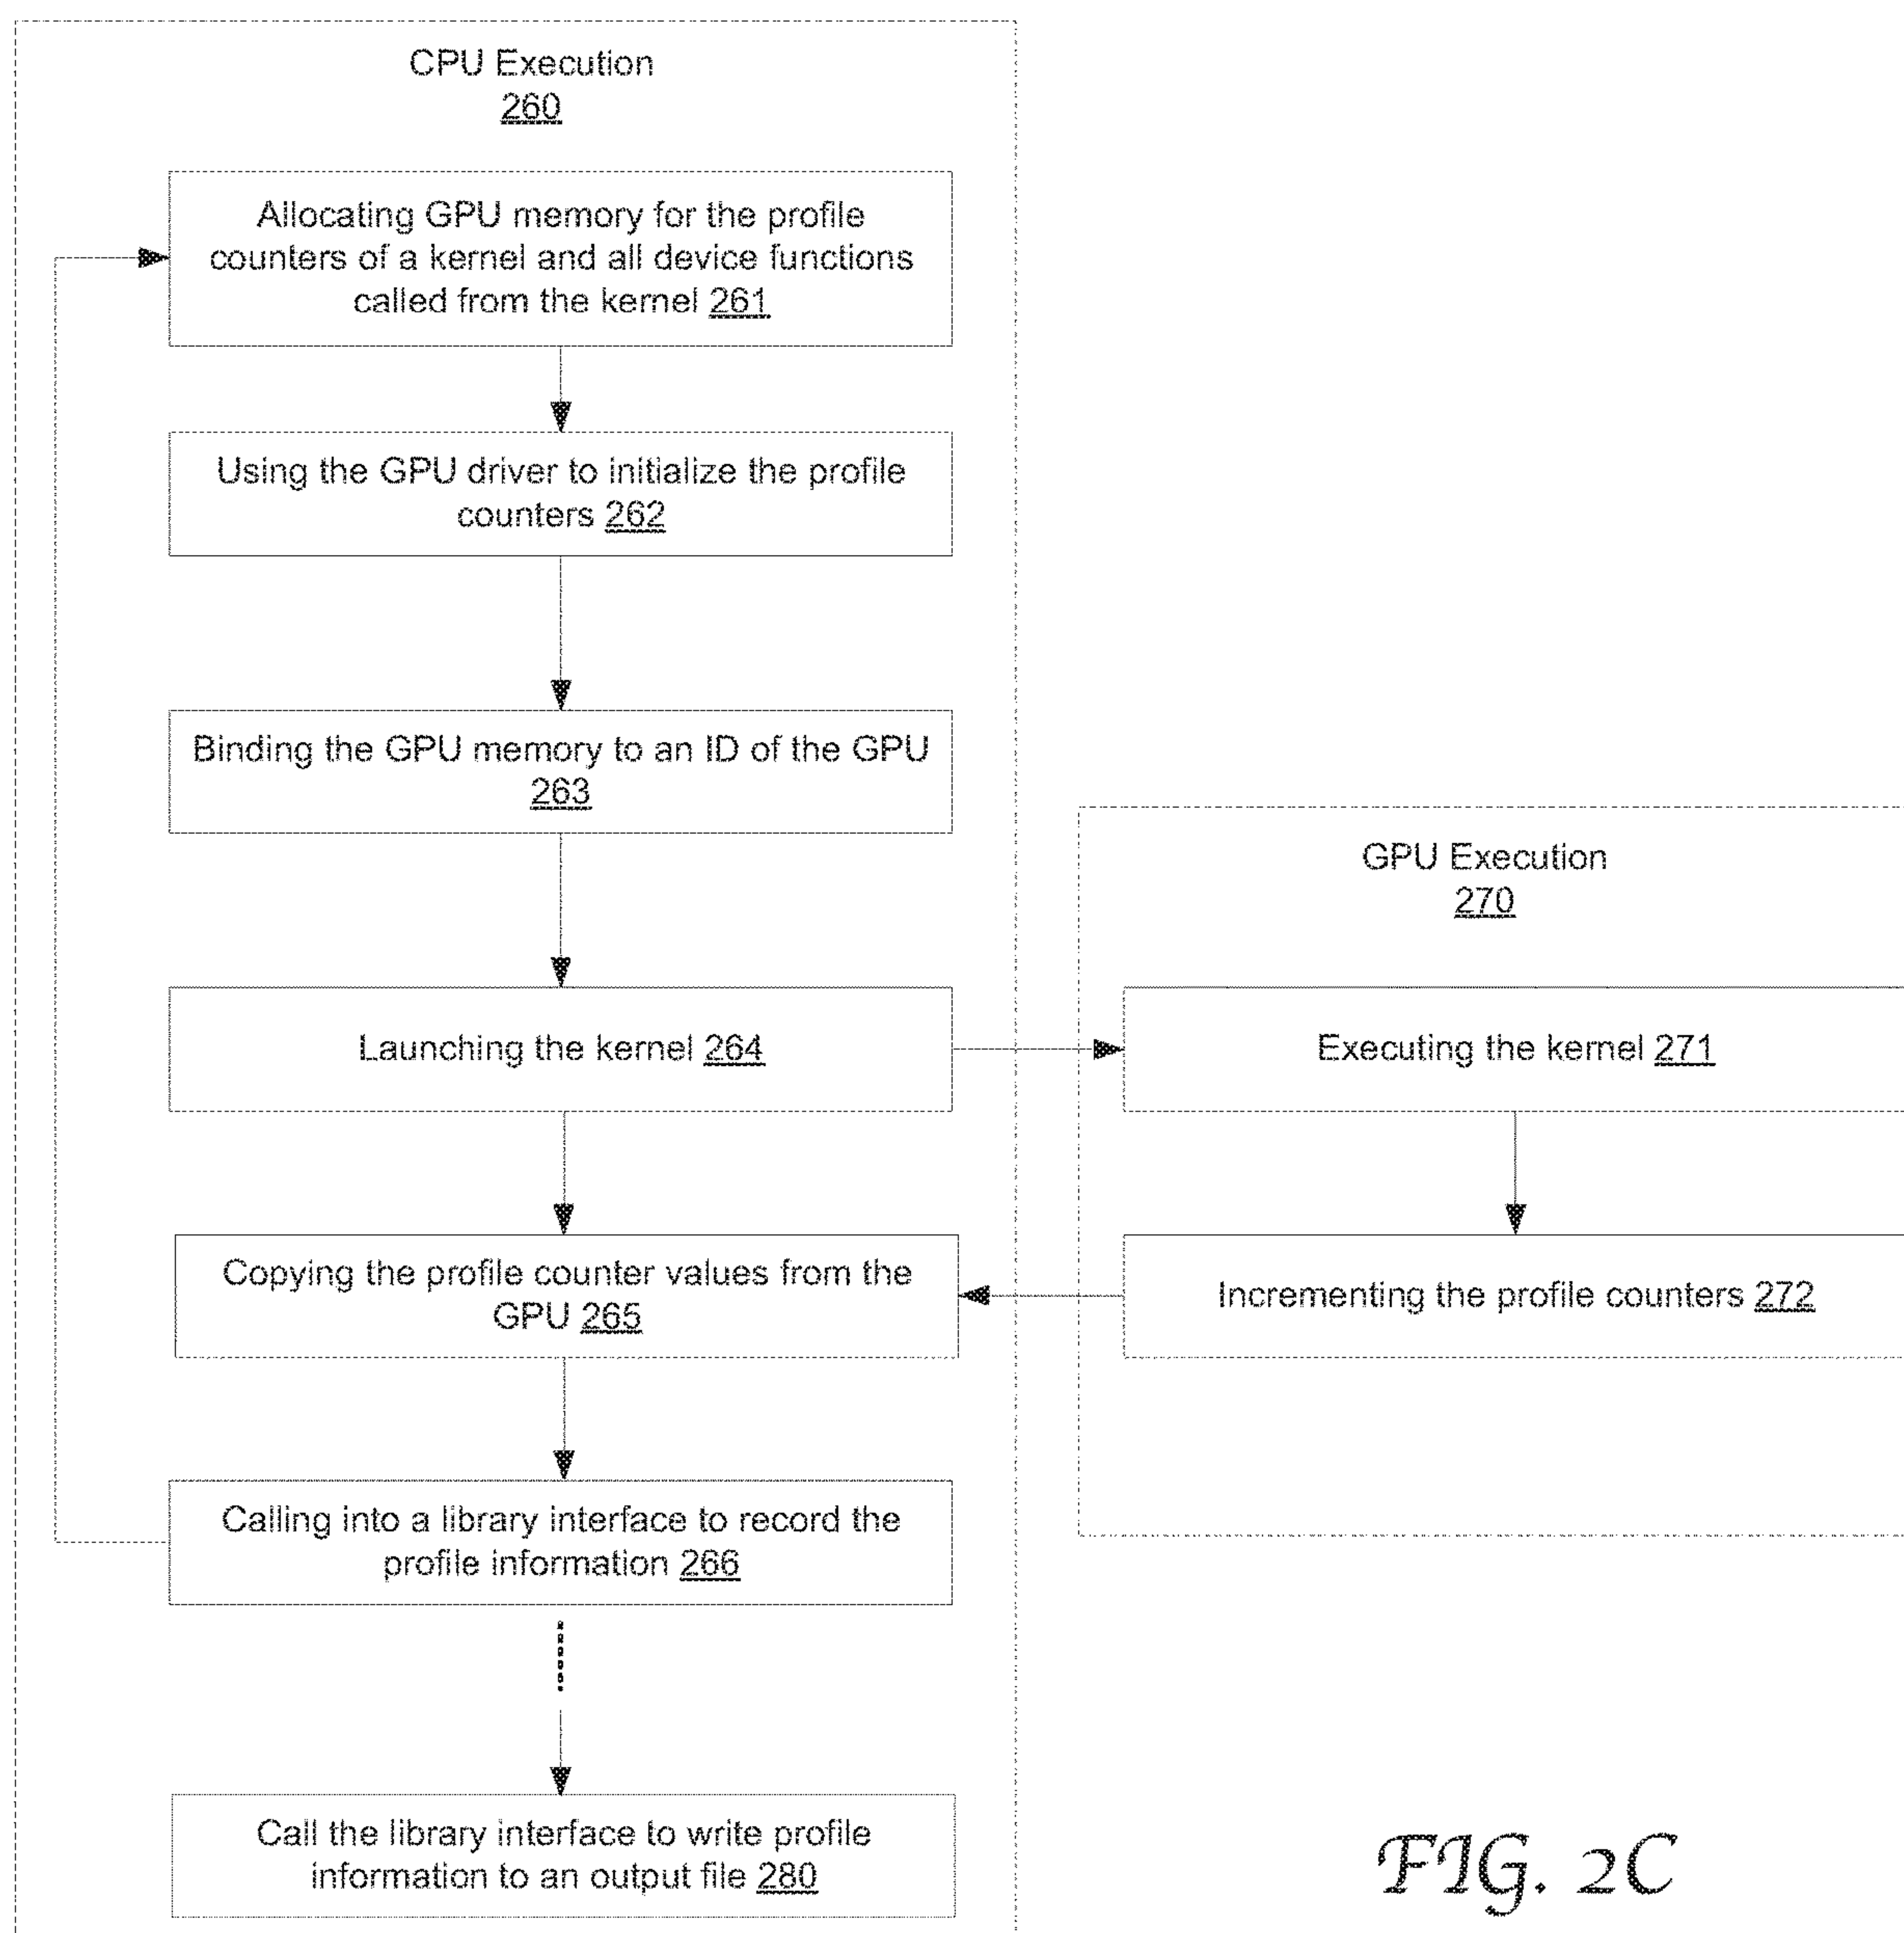 CPU Execution
260
Allocating GPU memory for the profile
counters of a kernel and all device functions
called from the kernel 261
Using the GPU driver to initialize the profile
counters 262
Binding the GPU memory to an ID of the GPU
263
GPU Execution
270
Launching the kernel 264
Executing the kernel 271
Copying the profile counter values from the
GPU 265
Incrementing the profile counters 272
Calling into a library interface to record the
profile information 266
Call the library interface to write profile
information to an output file 280
FIG. 2C